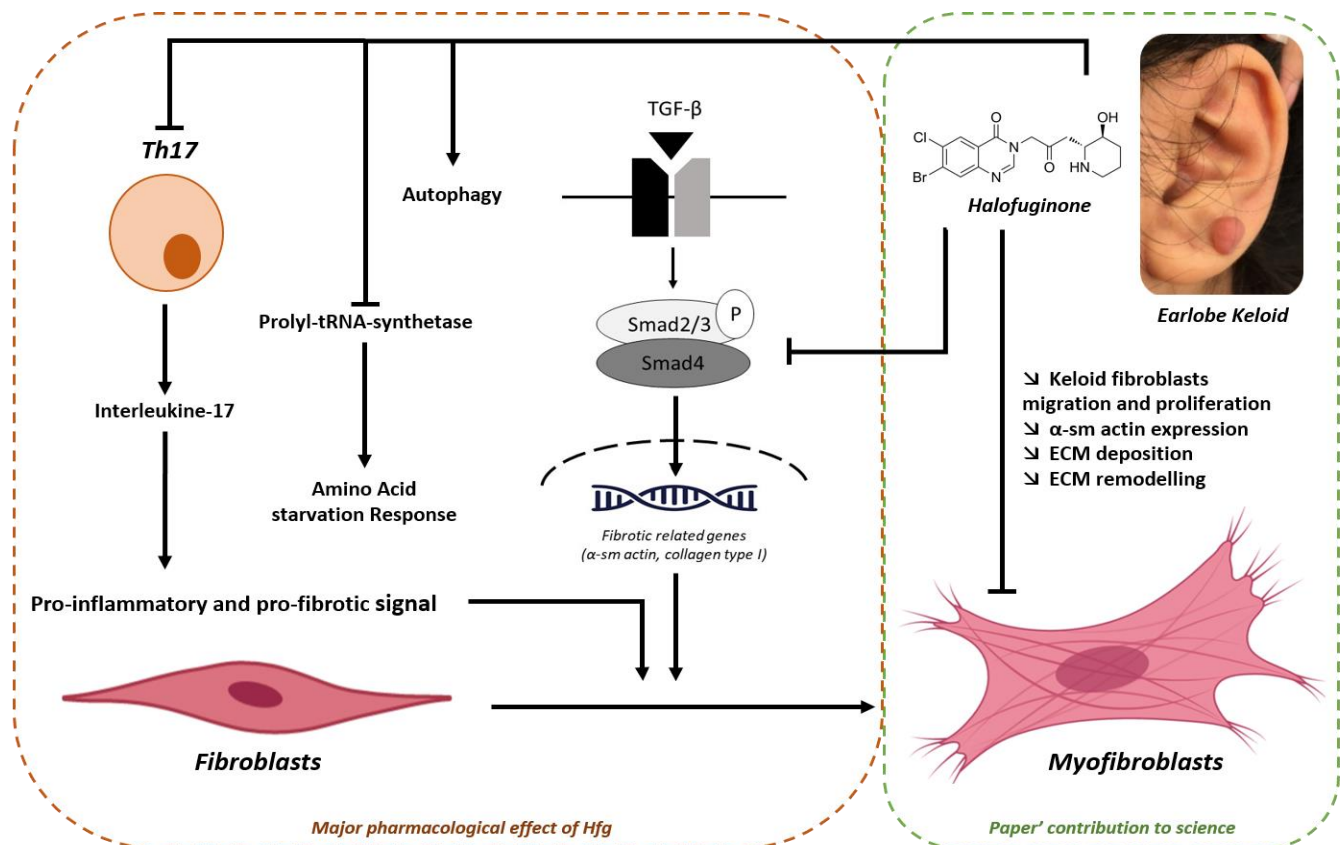 Th17
Interleukine-17
Pro-inflammatory and pro-fibrotic signal
Prolyl-tRNA-synthetase
Amino Acid
starvation Response
Autophagy
TGF-β
Smad2/3
P
Smad4
Fibrotic related genes
(α-sm actin, collagen type I)
Fibroblasts
Major pharmacological effect of Hfg
O
OH
Cl
N
O
HN
Br
N
Halofuginone
Earlobe Keloid
↘ Keloid fibroblasts
migration and proliferation
↘ α-sm actin expression
↘ ECM deposition
↘ ECM remodelling
Myofibroblasts
Paper' contribution to science